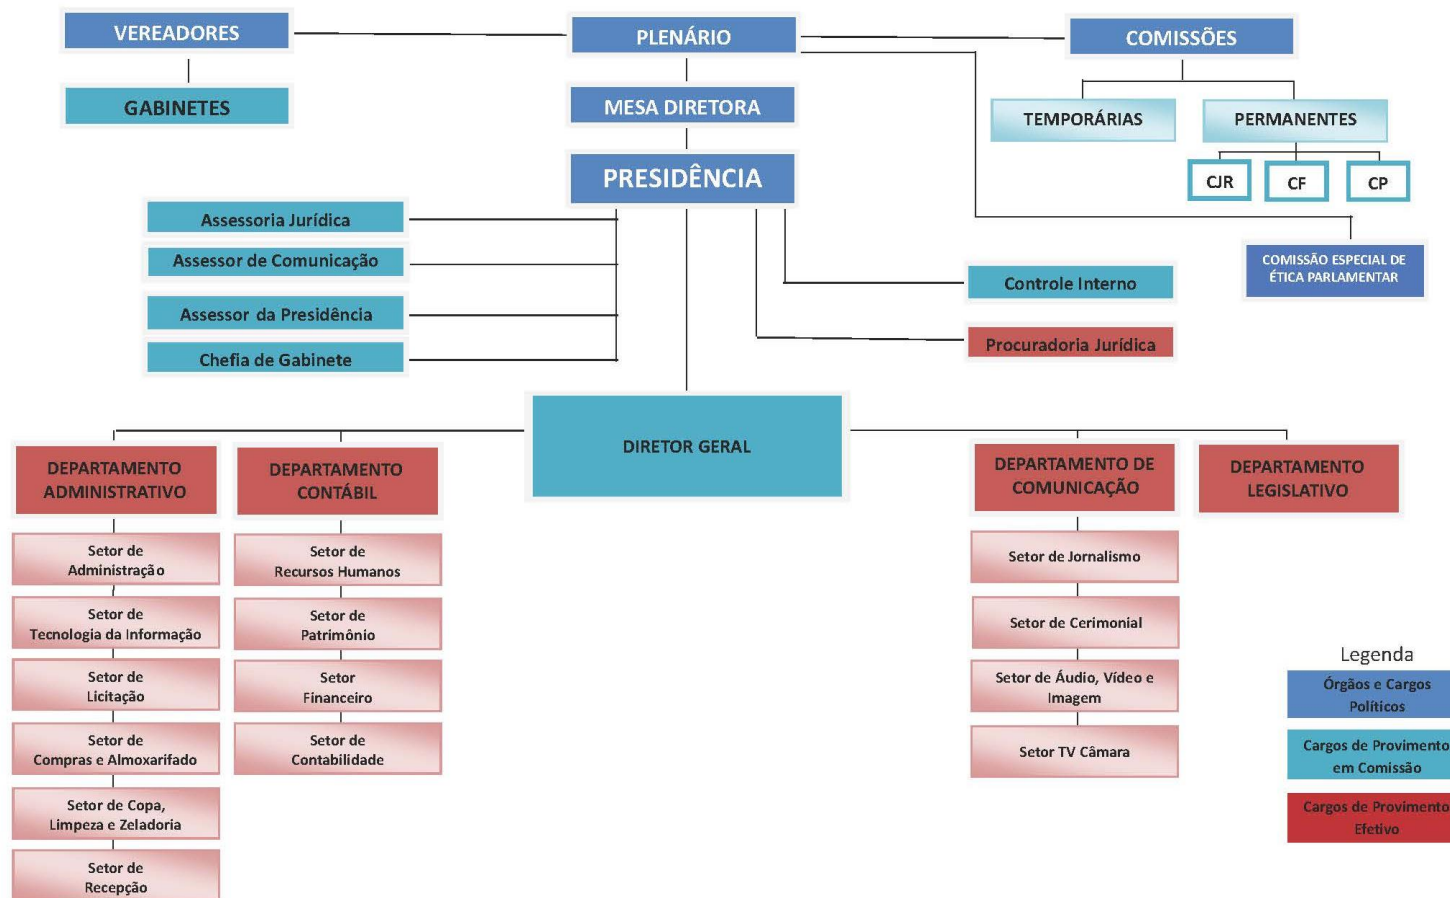 VEREADORES
PLENÁRIO
COMISSÕES
GABINETES
MESA DIRETORA
TEMPORÁRIAS
PERMANENTES
PRESIDÊNCIA
CJR
CF
CP
Assessoria Jurídica
Assessor de Comunicação
Assessor da Presidência
Chefia de Gabinete
COMISSÃO ESPECIAL DE
ÉTICA PARLAMENTAR
Controle Interno
Procuradoria Jurídica
DIRETOR GERAL
DEPARTAMENTO
ADMINISTRATIVO
DEPARTAMENTO
CONTÁBIL
DEPARTAMENTO DE
COMUNICAÇÃO
DEPARTAMENTO
LEGISLATIVO
Setor de
Administração
Setor de
Tecnologia da Informação
Setor de
Licitação
Setor de
Compras e Almoxarifado
Setor de Copa,
Limpeza e Zeladoria
Setor de
Recepção
Setor de
Recursos Humanos
Setor de
Patrimônio
Setor
Financeiro
Setor de
Contabilidade
Setor de Jornalismo
Setor de Cerimonial
Setor de Áudio, Vídeo e
Imagem
Setor TV Câmara
Legenda
Órgãos e Cargos
Políticos
Cargos de Provimento
em Comissão
Cargos de Provimento
Efetivo